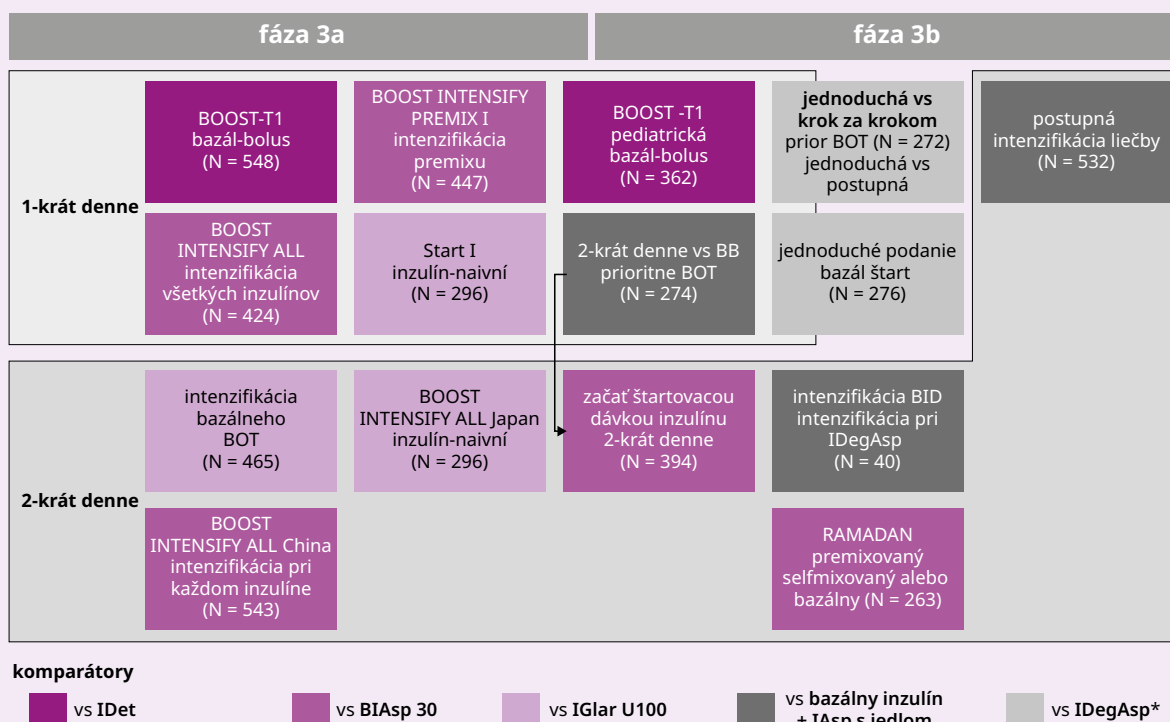 fáza 3a
fáza 3b
1-krát denne
BOOST-T1
bazál-bolus
(N = 548)
BOOST INTENSIFY
PREMIX I
intenzifikácia
premixu
(N = 447)
BOOST -T1
pediatrická
bazál-bolus
(N = 362)
jednoduchá vs
krok za krokom
prior BOT (N = 272)
jednoduchá vs
postupná
postupná
intenzifikácia liečby
(N = 532)
BOOST
INTENSIFY ALL
intenzifikácia
všetkých inzulínov
(N = 424)
Start I
inzulín-naivní
(N = 296)
2-krát denne vs BB
prioritne BOT
(N = 274)
jednoduché podanie
bazál štart
(N = 276)
2-krát denne
intenzifikácia
bazálneho
BOT
(N = 465)
BOOST
INTENSIFY ALL Japan
inzulín-naivní
(N = 296)
začať štartovacou
dávkou inzulínu
2-krát denne
(N = 394)
intenzifikácia BID
intenzifikácia pri
IDegAsp
(N = 40)
BOOST
INTENSIFY ALL China
intenzifikácia pri
každom inzulíne
(N = 543)
RAMADAN
premixovaný
selfmixovaný alebo
bazálny (N = 263)
komparátory
vs IDet
vs BIAsp 30
vs IGlar U100
vs bazálny inzulín
+ IAsp s jedlom
vs IDegAsp*